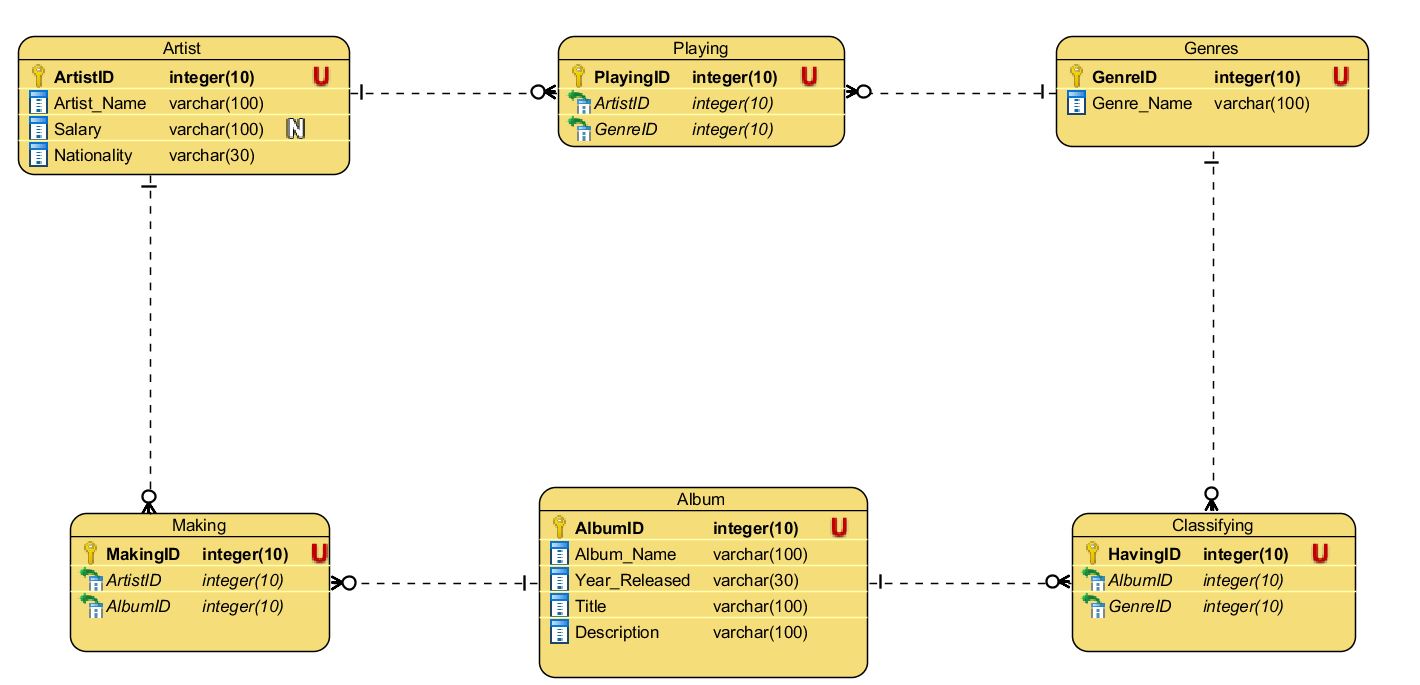 Artist
ArtistID integer(10) U
Artist_Name varchar(100)
Salary varchar(100) N
Nationality varchar(30)
Playing
PlayingID integer(10) U
ArtistID integer(10)
GenreID integer(10)
Genres
GenreID integer(10) U
Genre_Name varchar(100)
Making
MakingID integer(10) U
ArtistID integer(10)
AlbumID integer(10)
Album
AlbumID integer(10) U
Album_Name varchar(100)
Year_Released varchar(30)
Title varchar(100)
Description varchar(100)
Classifying
HavingID integer(10) U
AlbumID integer(10)
GenreID integer(10)